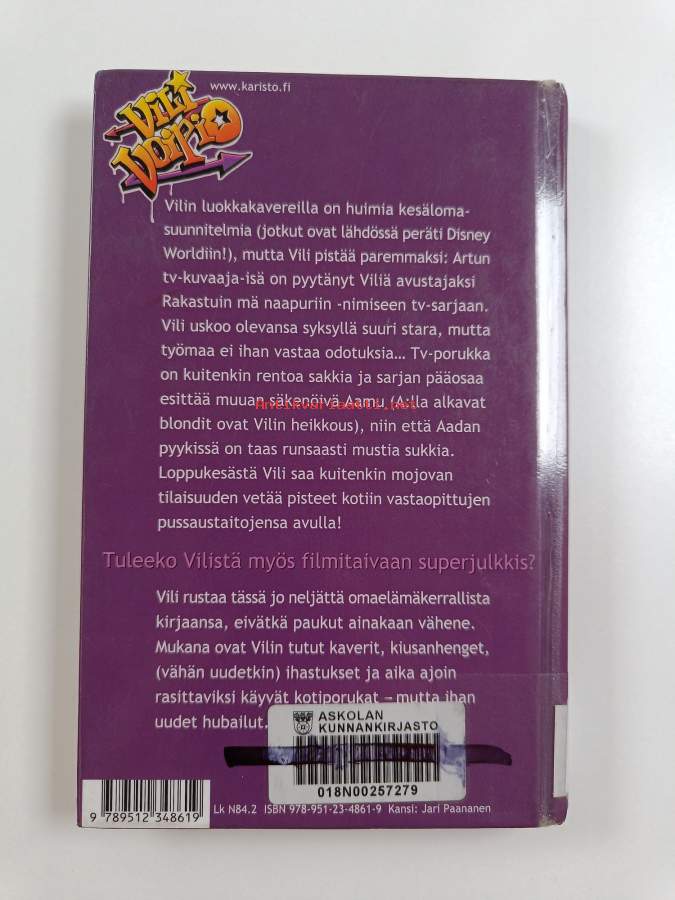 www.karisto.fi
VILI
VOIPIO
Vilin luokkakavereilla on huimia kesäloma-
suunnitelmia (jotkut ovat lähdössä peräti Disney
Worldiin!), mutta Vili pistää paremmaksi: Artun
tv-kuvaaja-isä on pyytänyt Viliä avustajaksi
Rakastuin mä naapuriin -nimiseen tv-sarjaan.
Vili uskoo olevansa syksyllä suuri stara, mutta
työmaa ei ihan vastaa odotuksia... Tv-porukka
on kuitenkin rentoa sakkia ja sarjan pääosaa
esittää muuan säkenöivä Aamu (A:lla alkavat
Antikvariaatti.net
blondit ovat Vilin heikkous), niin että Aadan
pyykissä on taas runsaasti mustia sukkia.
Loppukesästä Vili saa kuitenkin mojovan
tilaisuuden vetää pisteet kotiin vastaopittujen
pussaustaitojensa avulla!
Tuleeko Vilistä myös filmitaivaan superjulkkis?
Vili rustaa tässä jo neljättä omaelämäkerrallista
kirjaansa, eivätkä paukut ainakaan vähene.
Mukana ovat Vilin tutut kaverit, kiusanhenget,
(vähän uudetkin) ihastukset ja aika ajoin
rasittaviksi käyvät kotiporukat – mutta ihan
uudet hubailut.
ASKOLAN
KUNNANKIRJASTO
018N00257279
9 789512 348619
Lk N84.2 ISBN 978-951-23-4861-9 Kansi: Jari Paananen